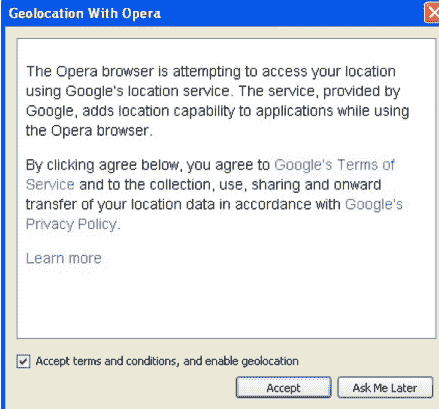 Geolocation With Opera
The Opera browser is attempting to access your location
using Google's location service. The service, provided by
Google, adds location capability to applications while using
the Opera browser.
By clicking agree below, you agree to Google's Terms of
Service and to the collection, use, sharing and onward
transfer of your location data in accordance with Google's
Privacy Policy.
Learn more
Accept terms and conditions, and enable geolocation
Accept
Ask Me Later